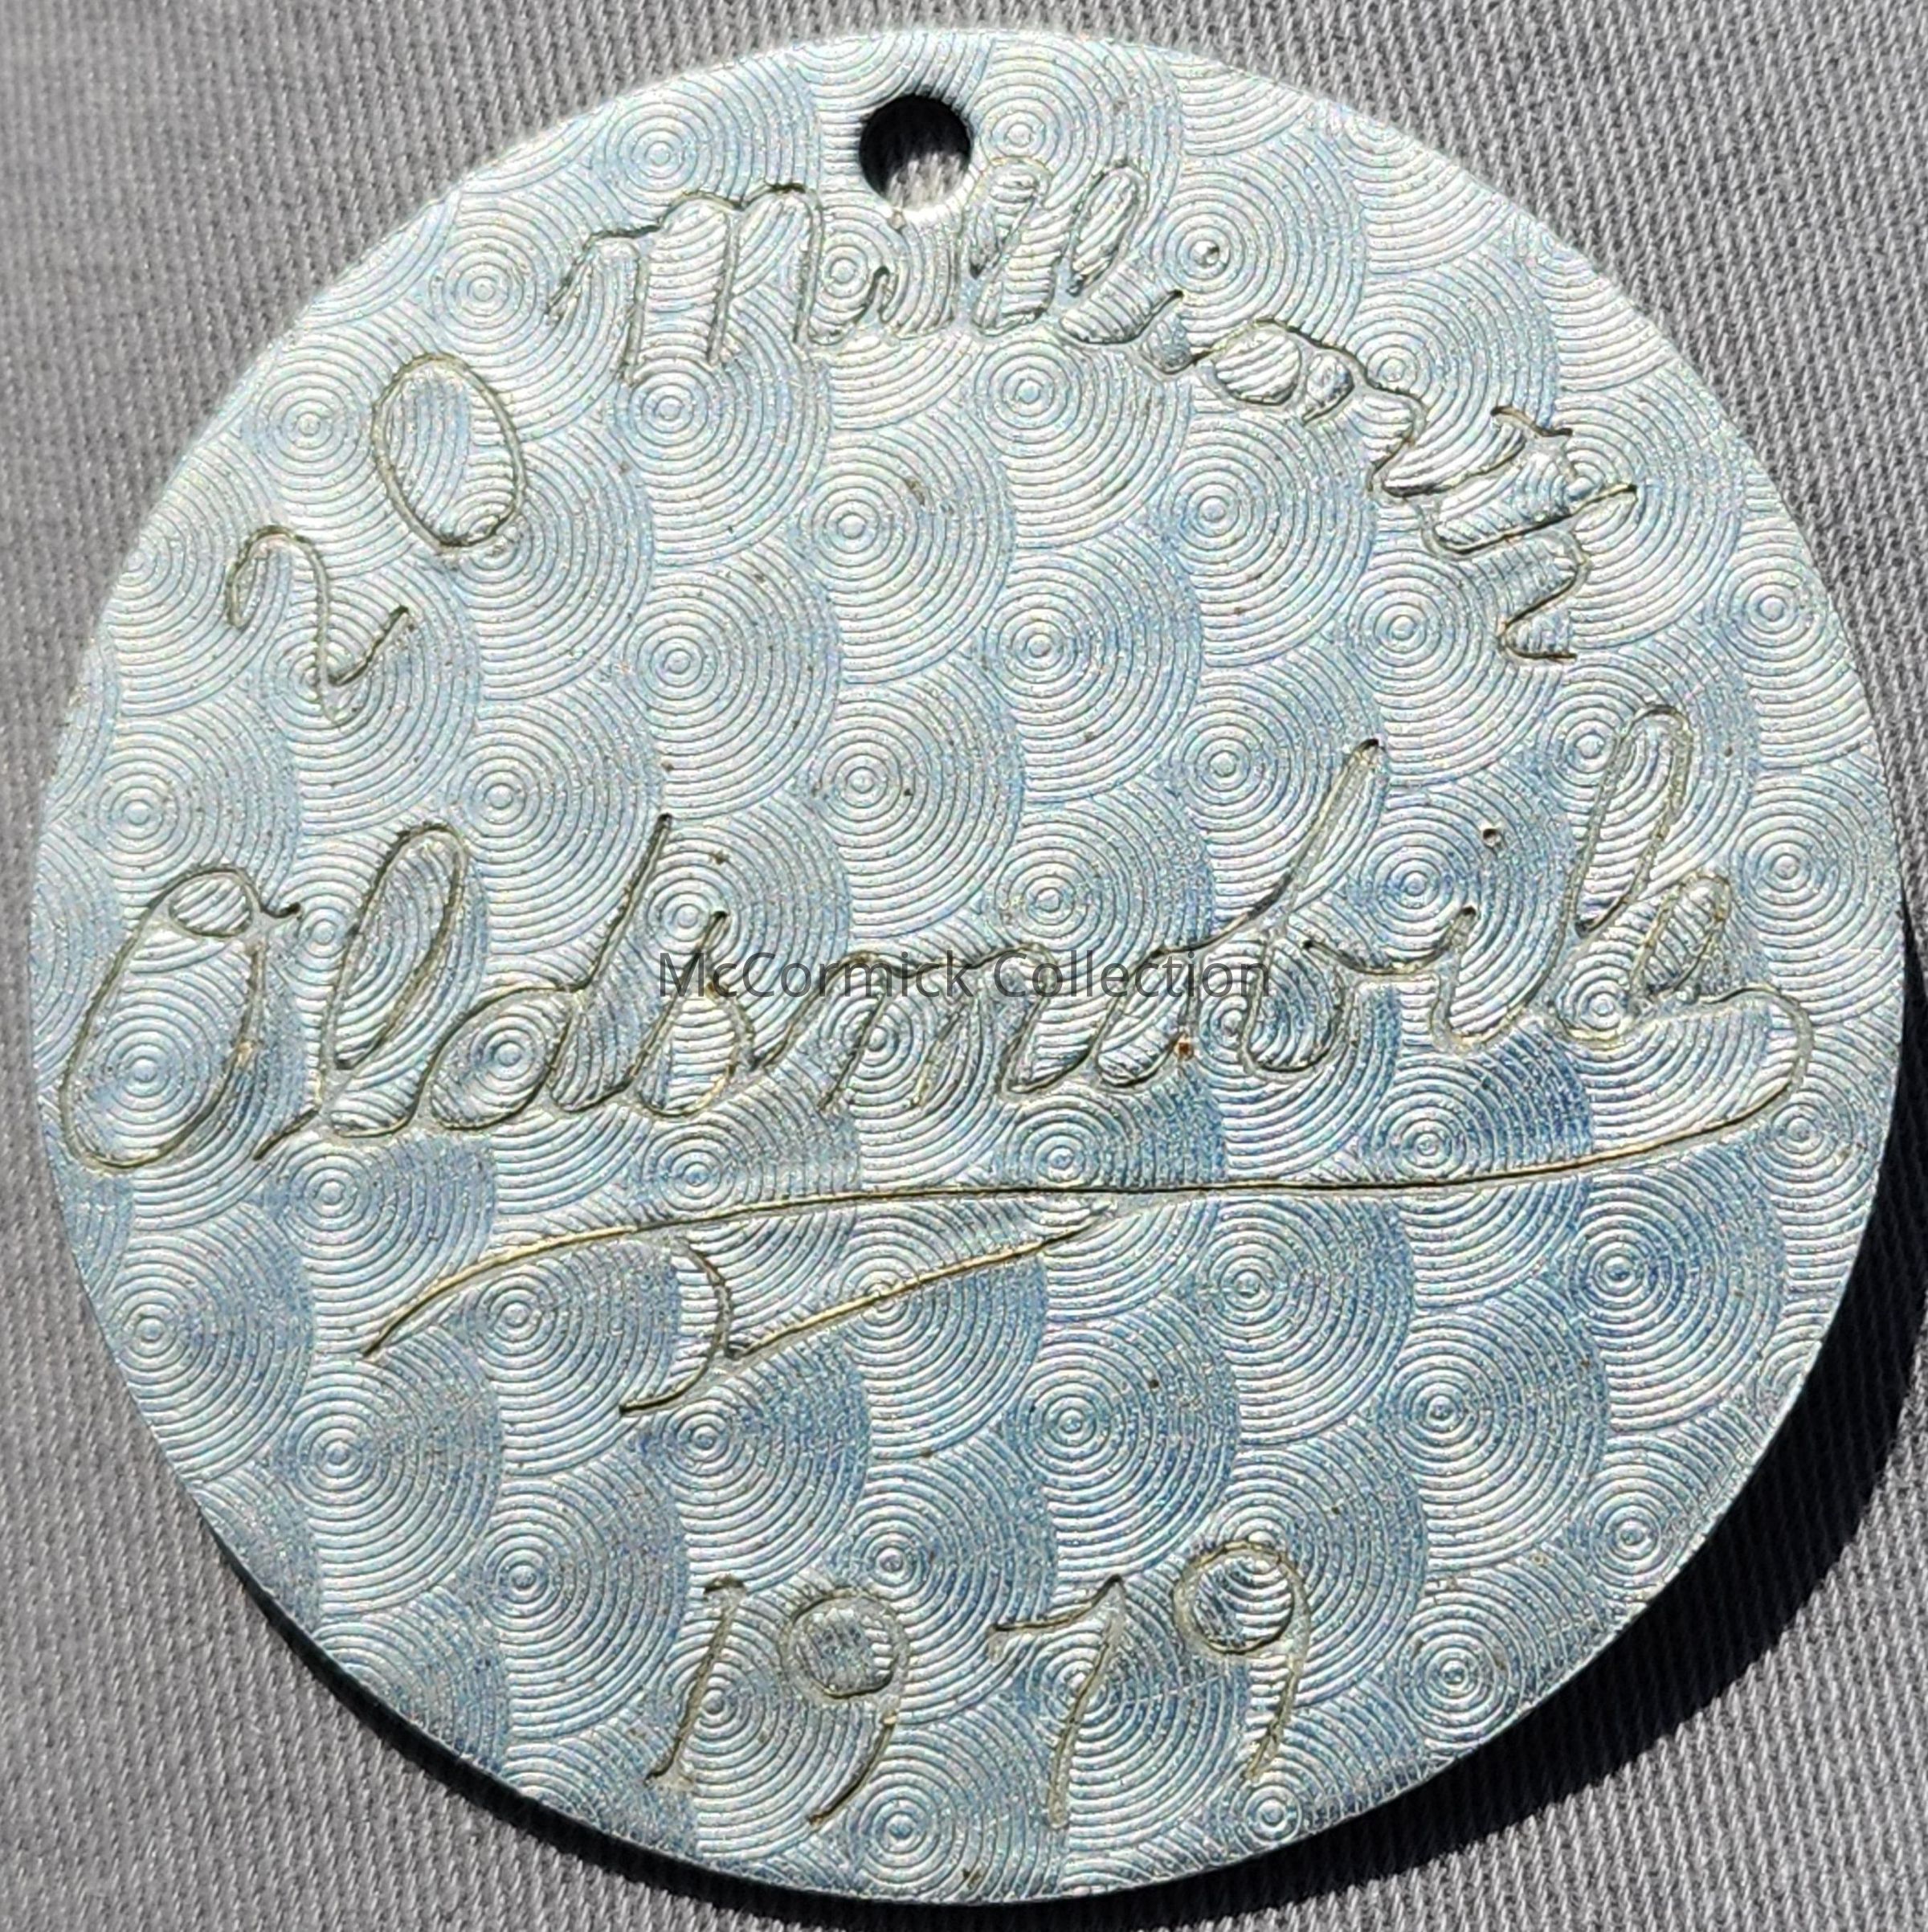 20 Millionth
Oldsmobile
McCormick Collection
1979